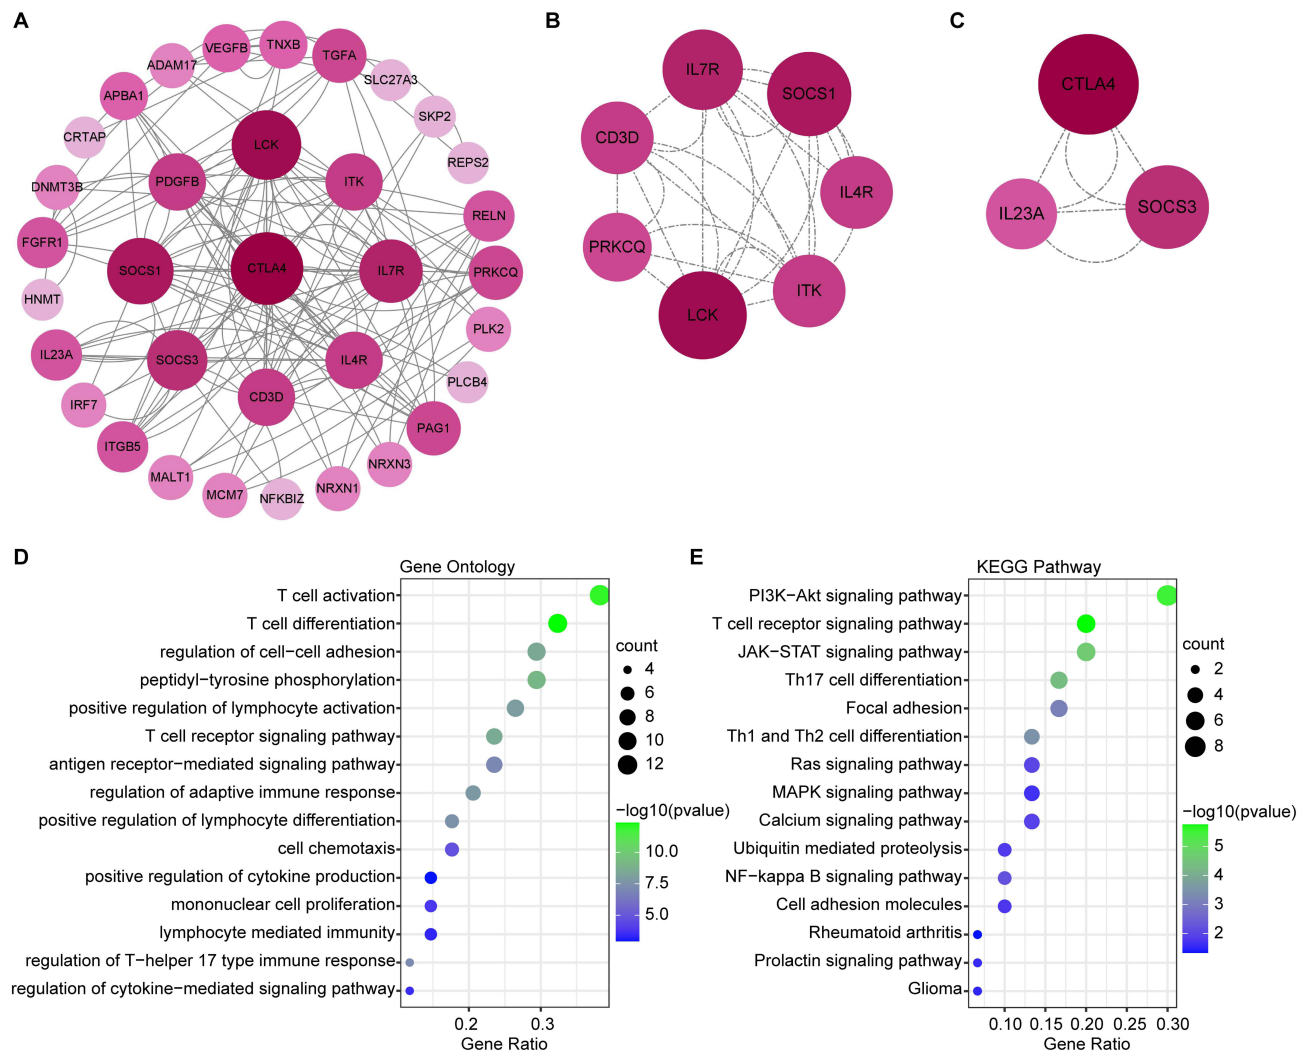 A
B
C
VEGFB
TNXB
TGFA
ADAM17
SLC27A3
APBA1
SKP2
CRTAP
LCK
REPS2
DNMT3B
PDGFB
ITK
RELN
FGFR1
SOCS1
CTLA4
IL7R
PRKCQ
HNMT
PLK2
IL23A
SOCS3
IL4R
PLCB4
IRF7
CD3D
PAG1
ITGB5
MALT1
NRXN3
MCM7
NFKBIZ
NRXN1
IL7R
SOCS1
CD3D
IL4R
PRKCQ
ITK
LCK
CTLA4
IL23A
SOCS3
D
Gene Ontology
T cell activation
T cell differentiation
regulation of cell−cell adhesion
peptidyl−tyrosine phosphorylation
positive regulation of lymphocyte activation
T cell receptor signaling pathway
antigen receptor−mediated signaling pathway
regulation of adaptive immune response
positive regulation of lymphocyte differentiation
cell chemotaxis
positive regulation of cytokine production
mononuclear cell proliferation
lymphocyte mediated immunity
regulation of T−helper 17 type immune response
regulation of cytokine−mediated signaling pathway
0.2 0.3
Gene Ratio
count
4
6
8
10
12
−log10(pvalue)
10.0
7.5
5.0
E
KEGG Pathway
PI3K−Akt signaling pathway
T cell receptor signaling pathway
JAK−STAT signaling pathway
Th17 cell differentiation
Focal adhesion
Th1 and Th2 cell differentiation
Ras signaling pathway
MAPK signaling pathway
Calcium signaling pathway
Ubiquitin mediated proteolysis
NF−kappa B signaling pathway
Cell adhesion molecules
Rheumatoid arthritis
Prolactin signaling pathway
Glioma
0.10 0.15 0.20 0.25 0.30
Gene Ratio
count
2
4
6
8
−log10(pvalue)
5
4
3
2